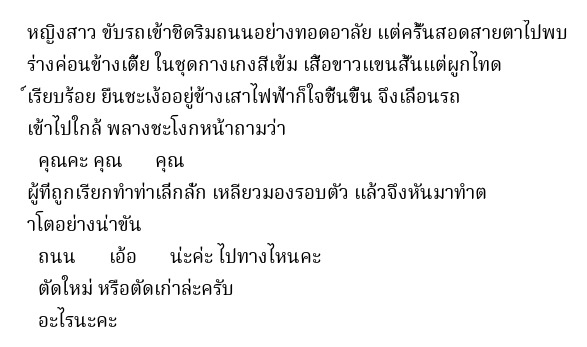 หญิงสาว ขับรถเข้าชิดริมถนนอย่างทอดอาลัย แต่ครั้นสอดสายตาไปพบ
ร่างค่อนข้างเตี้ย ในชุดกางเกงสีเข้ม เสื้อขาวแขนสั้นแต่ผูกไทด
์เรียบร้อย ยืนชะเง้ออยู่ข้างเสาไฟฟ้าก็ใจชื้นขึ้น จึงเลื่อนรถ
เข้าไปใกล้ พลางชะโงกหน้าถามว่า
คุณคะ คุณ คุณ
ผู้ที่ถูกเรียกทำท่าเลิ่กลั่ก เหลียวมองรอบตัว แล้วจึงหันมาทำต
าโตอย่างน่าขัน
ถนน เอ้อ น่ะค่ะ ไปทางไหนคะ
ตัดใหม่ หรือตัดเก่าล่ะครับ
อะไรนะคะ